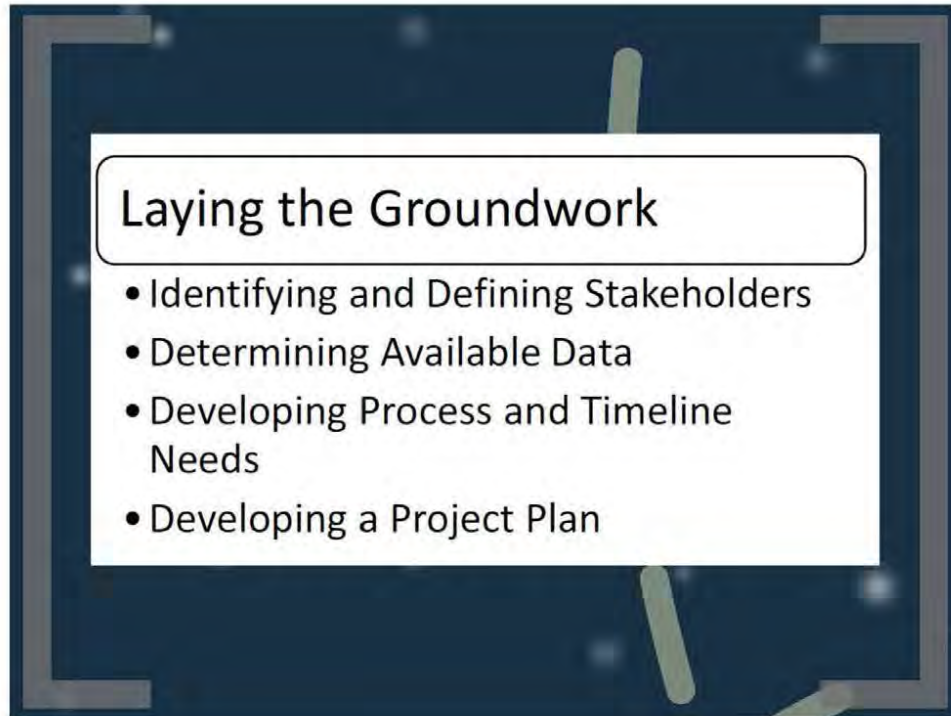 Laying the Groundwork
• Identifying and Defining Stakeholders
• Determining Available Data
• Developing Process and Timeline
Needs
• Developing a Project Plan